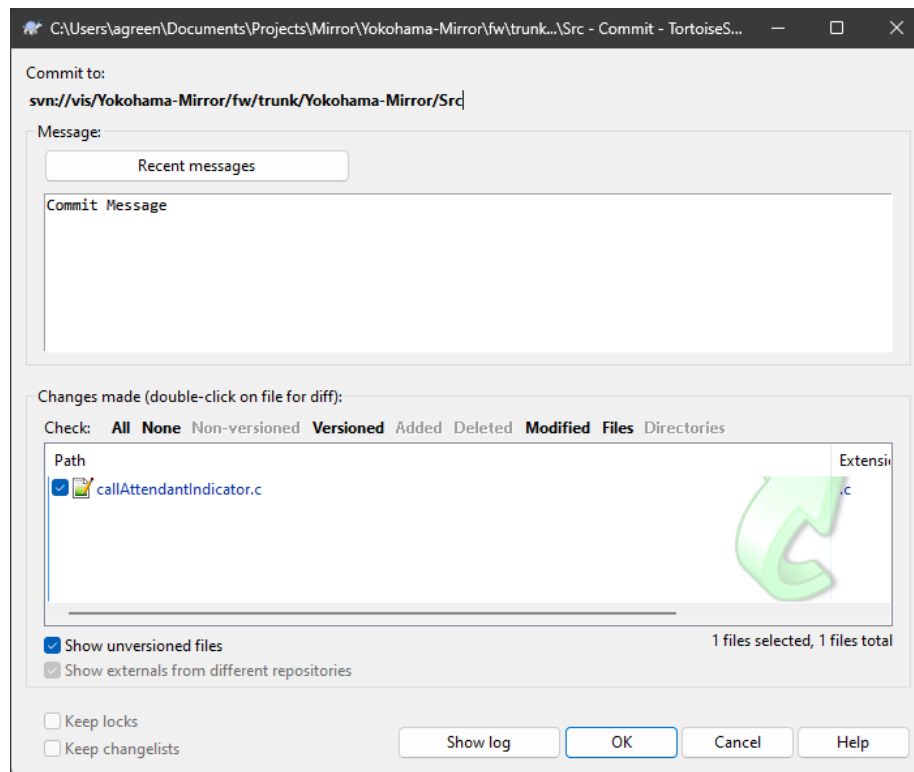 C:\Users\agreen\Documents\Projects\Mirror\Yokohama-Mirror\fw\trunk...\Src - Commit - TortoiseS...
Commit to:
svn://vis/Yokohama-Mirror/fw/trunk/Yokohama-Mirror/Src
Message:
Recent messages
Commit Message
Changes made (double-click on file for diff):
Check: All None Non-versioned Versioned Added Deleted Modified Files Directories
Path Extensi
callAttendantIndicator.c .c
Show unversioned files 1 files selected, 1 files total
Show externals from different repositories
Keep locks
Keep changelists
Show log OK Cancel Help